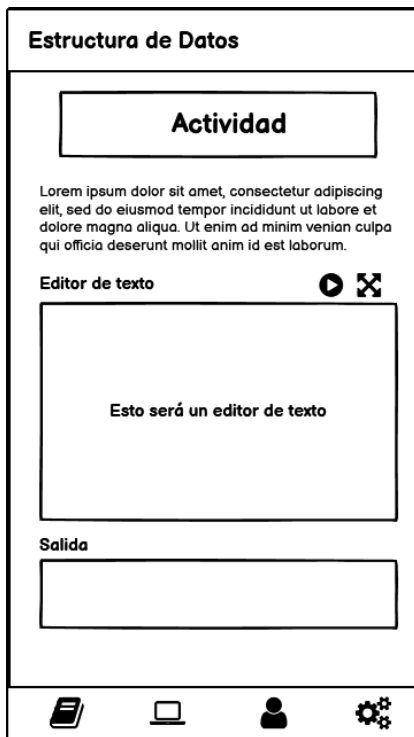 Estructura de Datos
Actividad
Lorem ipsum dolor sit amet, consectetur adipiscing
elit, sed do eiusmod tempor incididunt ut labore et
dolore magna aliqua. Ut enim ad minim venian culpa
qui officia deserunt mollit anim id est laborum.
Editor de texto
Esto será un editor de texto
Salida